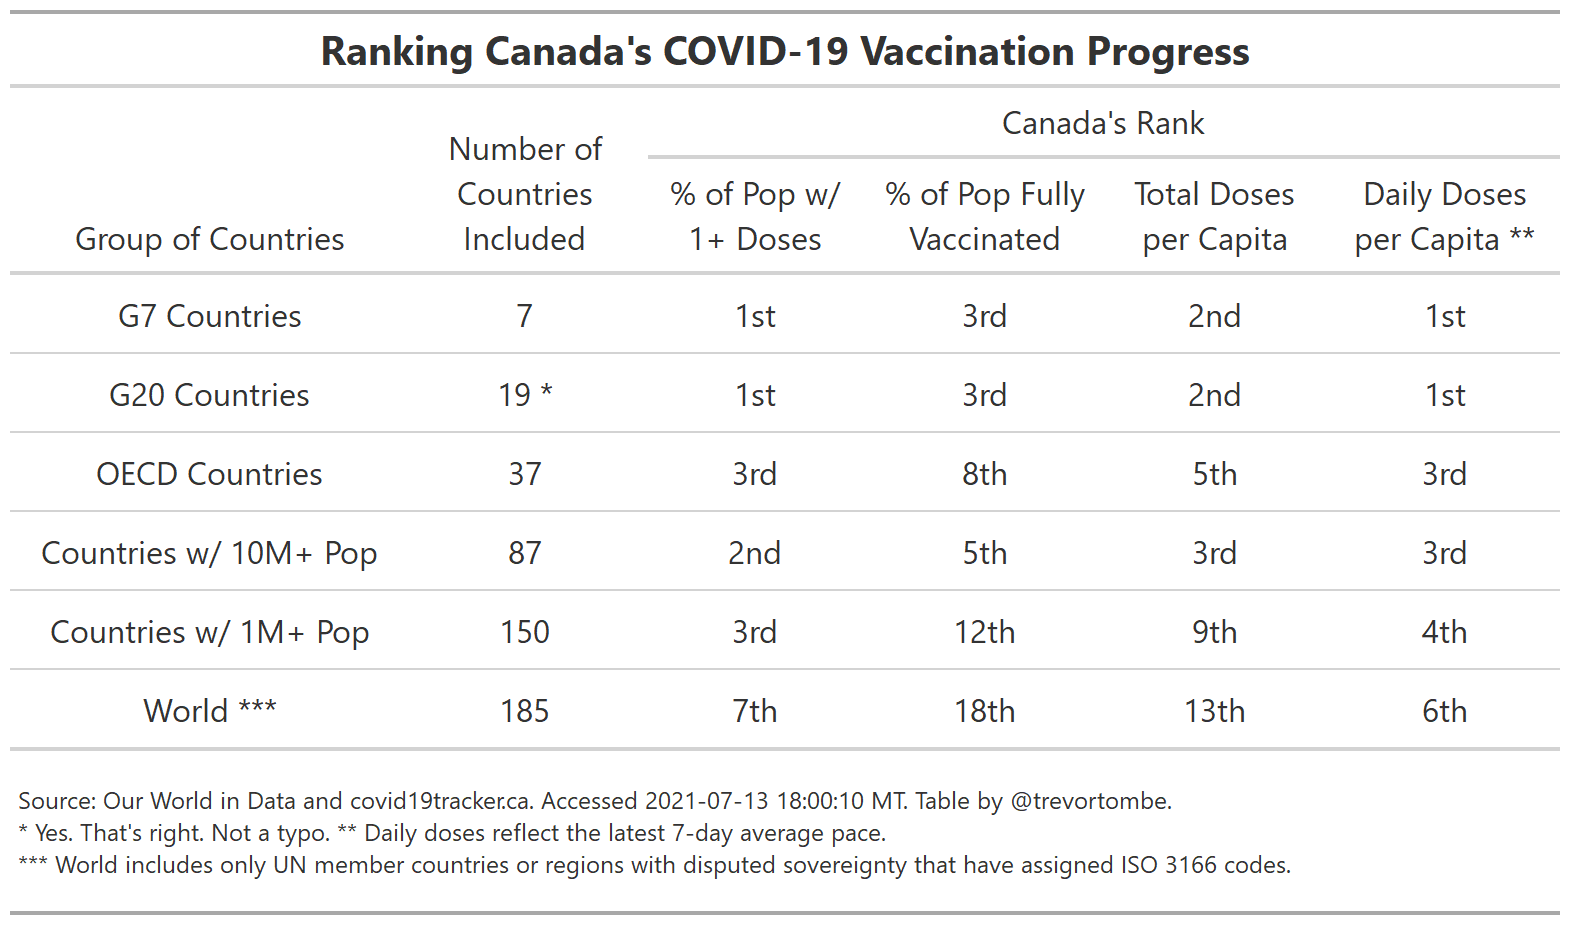 Ranking Canada's COVID-19 Vaccination Progress
Canada's Rank
Group of Countries
Number of
Countries
Included
% of Pop w/
1+ Doses
% of Pop Fully
Vaccinated
Total Doses
per Capita
Daily Doses
per Capita **
G7 Countries 7 1st 3rd 2nd 1st
G20 Countries 19 * 1st 3rd 2nd 1st
OECD Countries 37 3rd 8th 5th 3rd
Countries w/ 10M+ Pop 87 2nd 5th 3rd 3rd
Countries w/ 1M+ Pop 150 3rd 12th 9th 4th
World *** 185 7th 18th 13th 6th
Source: Our World in Data and covid19tracker.ca. Accessed 2021-07-13 18:00:10 MT. Table by @trevortombe.
* Yes. That's right. Not a typo. ** Daily doses reflect the latest 7-day average pace.
*** World includes only UN member countries or regions with disputed sovereignty that have assigned ISO 3166 codes.